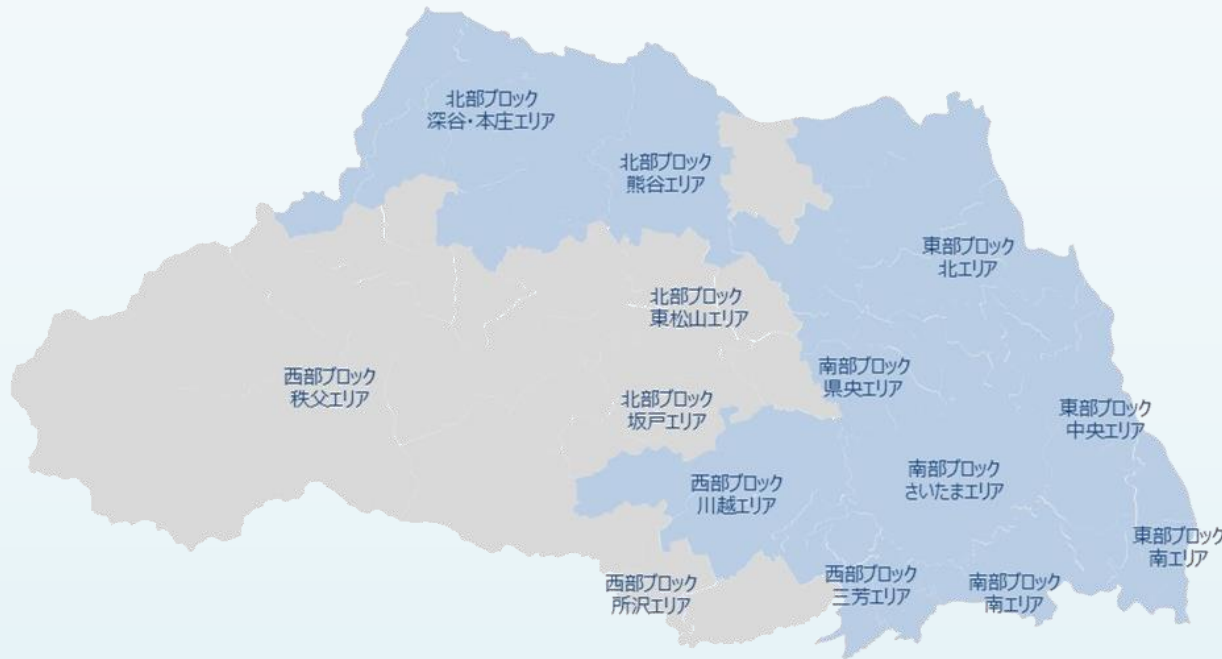 北部ブロック
深谷・本庄エリア
北部ブロック
熊谷エリア
東部ブロック
北エリア
北部ブロック
東松山エリア
南部ブロック
県央エリア
西部ブロック
秩父エリア
北部ブロック
坂戸エリア
東部ブロック
中央エリア
南部ブロック
さいたまエリア
西部ブロック
川越エリア
東部ブロック
南エリア
西部ブロック
所沢エリア
西部ブロック
三芳エリア
南部ブロック
南エリア